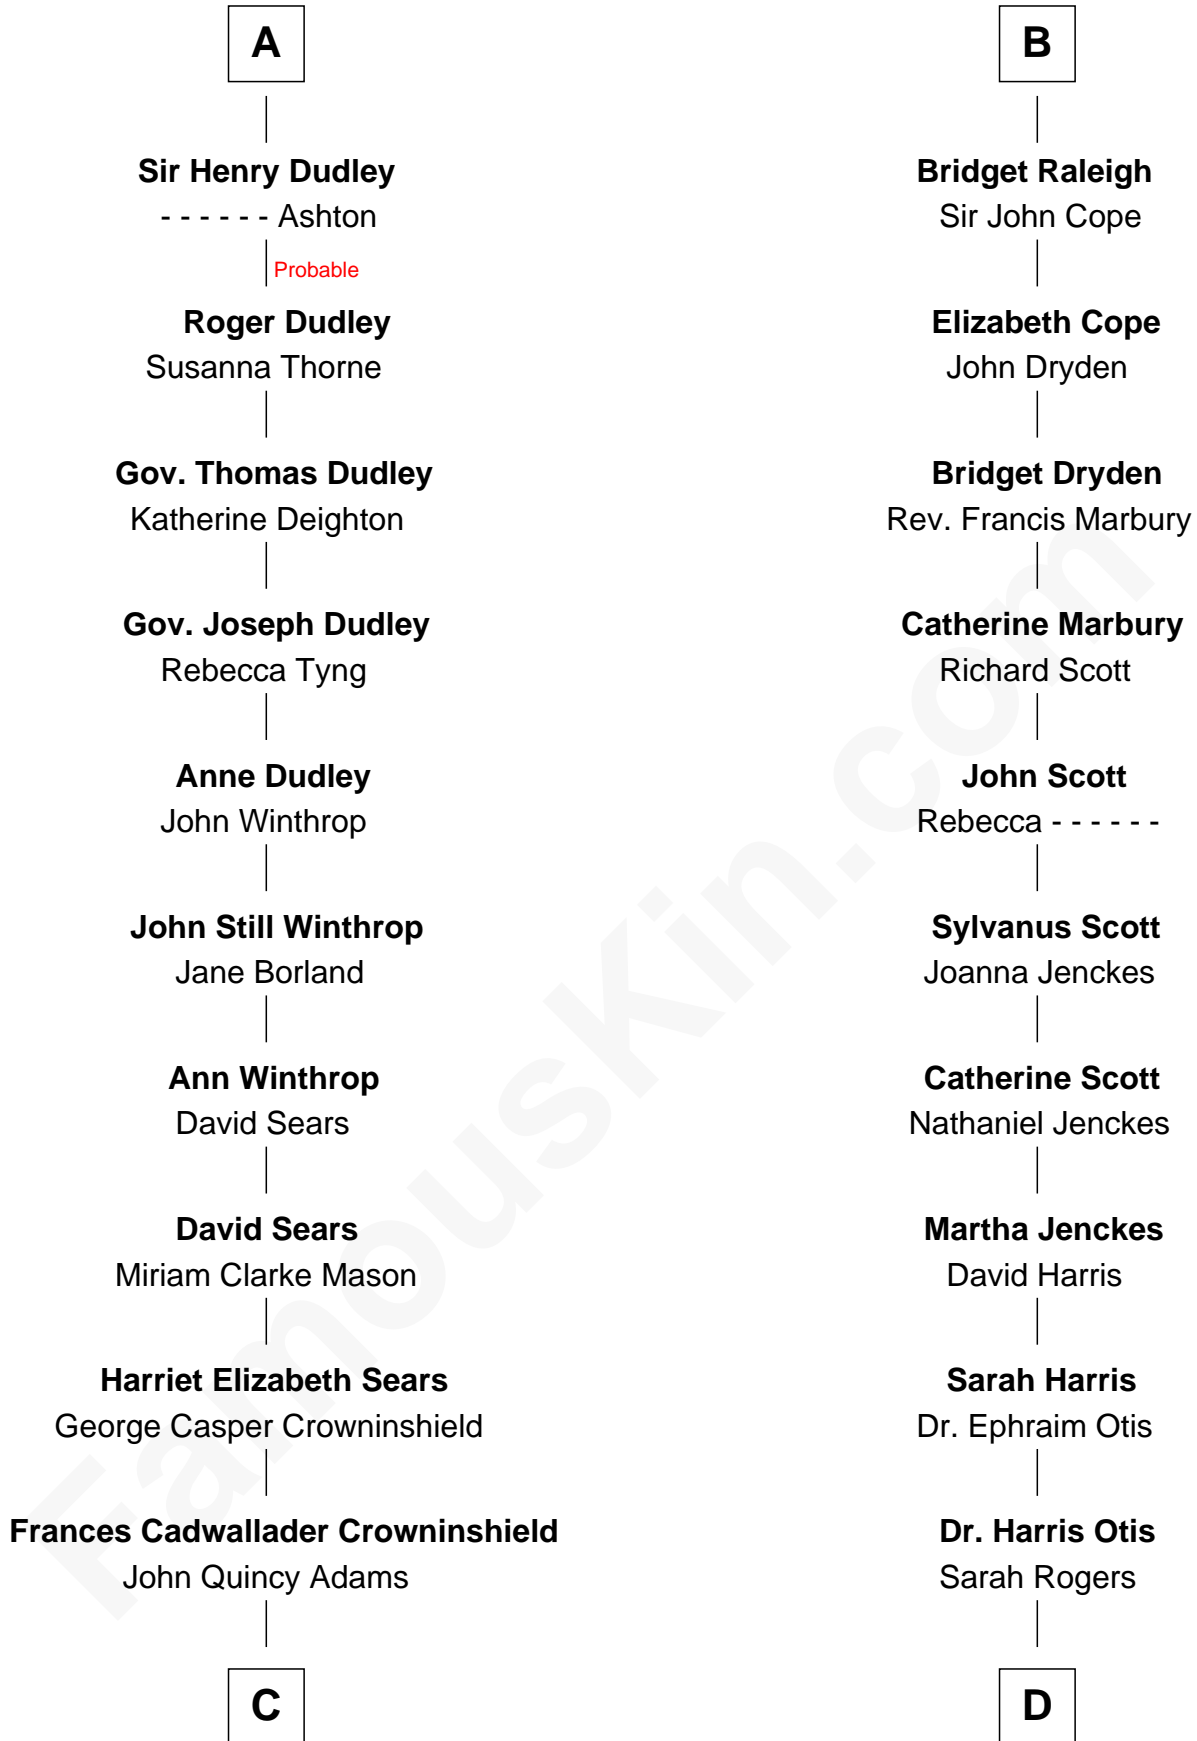 A
Sir Henry Dudley
- - - - - - Ashton
Probable
Roger Dudley
Susanna Thorne
Gov. Thomas Dudley
Katherine Deighton
Gov. Joseph Dudley
Rebecca Tyng
Anne Dudley
John Winthrop
John Still Winthrop
Jane Borland
Ann Winthrop
David Sears
David Sears
Miriam Clarke Mason
Harriet Elizabeth Sears
George Casper Crowninshield
Frances Cadwallader Crowninshield
John Quincy Adams
C
B
Bridget Raleigh
Sir John Cope
Elizabeth Cope
John Dryden
Bridget Dryden
Rev. Francis Marbury
Catherine Marbury
Richard Scott
John Scott
Rebecca - - - - - -
Sylvanus Scott
Joanna Jenckes
Catherine Scott
Nathaniel Jenckes
Martha Jenckes
David Harris
Sarah Harris
Dr. Ephraim Otis
Dr. Harris Otis
Sarah Rogers
D
FamousKin.com